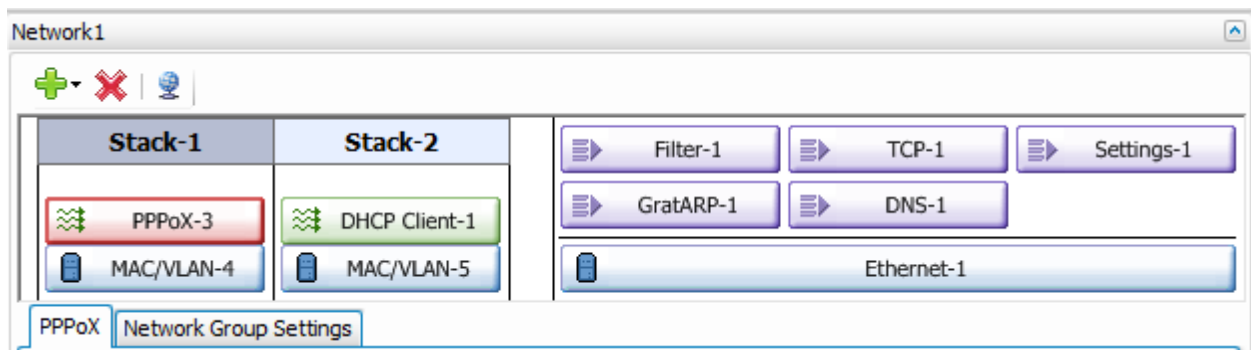 Network1
Stack-1 Stack-2
Filter-1 TCP-1 Settings-1
PPPoX-3 DHCP Client-1 GratARP-1 DNS-1
MAC/VLAN-4 MAC/VLAN-5 Ethernet-1
PPPoX Network Group Settings